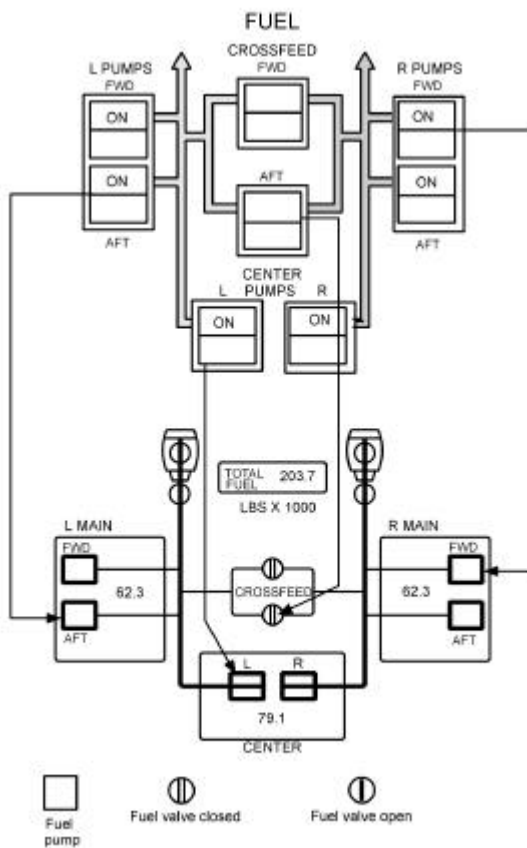 FUEL
CROSSFEED
FWD
L PUMPS
FWD
R PUMPS
FWD
ON
ON
ON
ON
AFT
AFT
AFT
CENTER
L PUMPS R
ON
ON
TOTAL FUEL 203.7
LBS X 1000
L MAIN
R MAIN
FWD
FWD
62.3
CROSSFEED
62.3
AFT
AFT
L R
79.1
CENTER
Fuel pump
Fuel valve closed
Fuel valve open